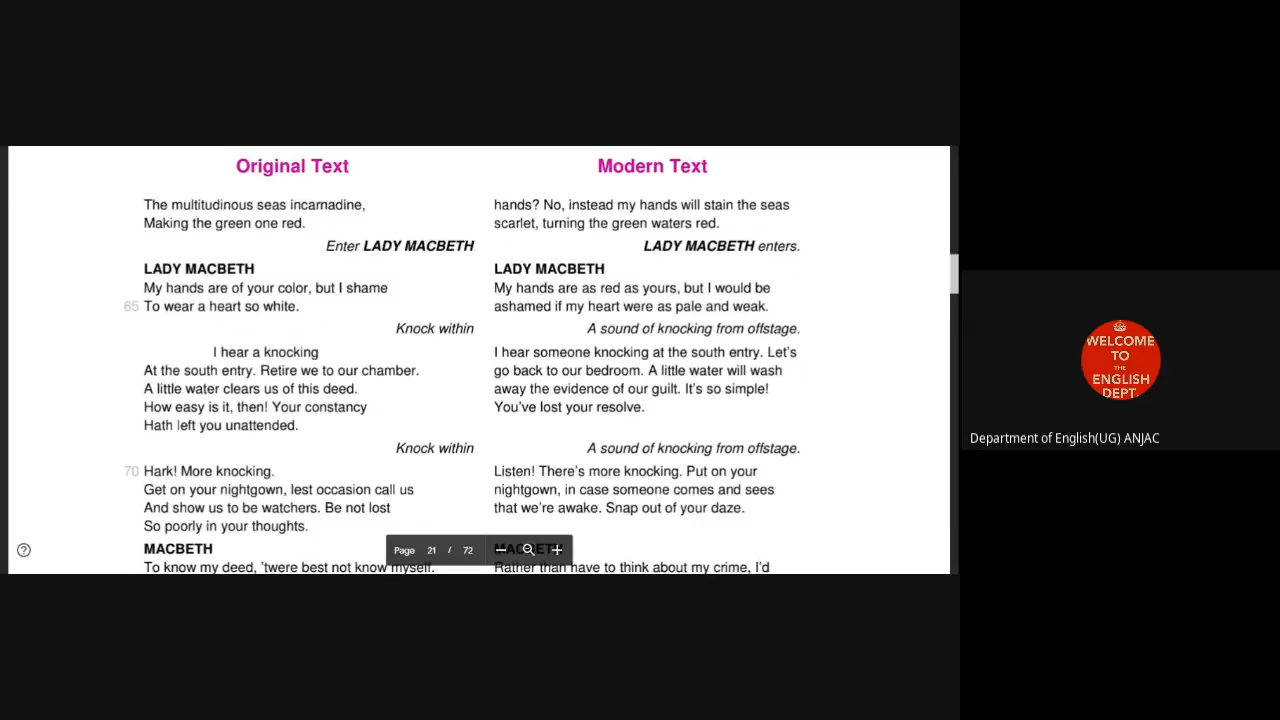 Original Text
The multitudinous seas incarnadine,
Making the green one red.
Enter LADY MACBETH
LADY MACBETH
My hands are of your color, but I shame
65 To wear a heart so white.
Knock within
I hear a knocking
At the south entry. Retire we to our chamber.
A little water clears us of this deed.
How easy is it, then! Your constancy
Hath left you unattended.
Knock within
70 Hark! More knocking.
Get on your nightgown, lest occasion call us
And show us to be watchers. Be not lost
So poorly in your thoughts.
MACBETH
To know my deed, 'twere best not know myself.
Modern Text
hands? No, instead my hands will stain the seas
scarlet, turning the green waters red.
LADY MACBETH enters.
LADY MACBETH
My hands are as red as yours, but I would be
ashamed if my heart were as pale and weak.
A sound of knocking from offstage.
I hear someone knocking at the south entry. Let's
go back to our bedroom. A little water will wash
away the evidence of our guilt. It's so simple!
You've lost your resolve.
A sound of knocking from offstage.
Listen! There's more knocking. Put on your
nightgown, in case someone comes and sees
that we're awake. Snap out of your daze.
MACBETH
Rather than have to think about my crime, I'd
Page 21 / 72
WELCOME
TO
THE
ENGLISH
DEPT.
Department of English(UG) ANJAC